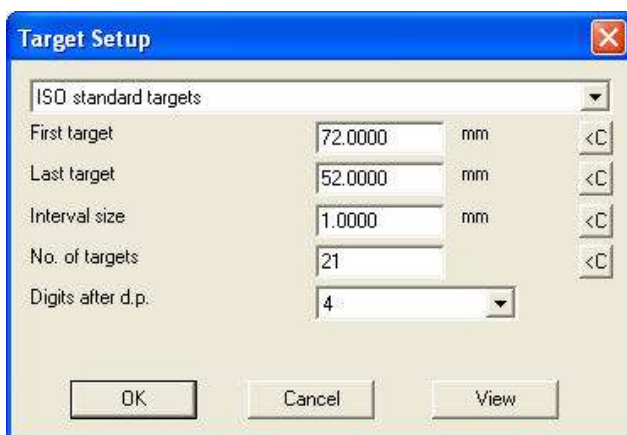 Target Setup
ISO standard targets
First target 72.0000 mm <C
Last target 52.0000 mm <C
Interval size 1.0000 mm <C
No. of targets 21 <C
Digits after d.p. 4
OK Cancel View